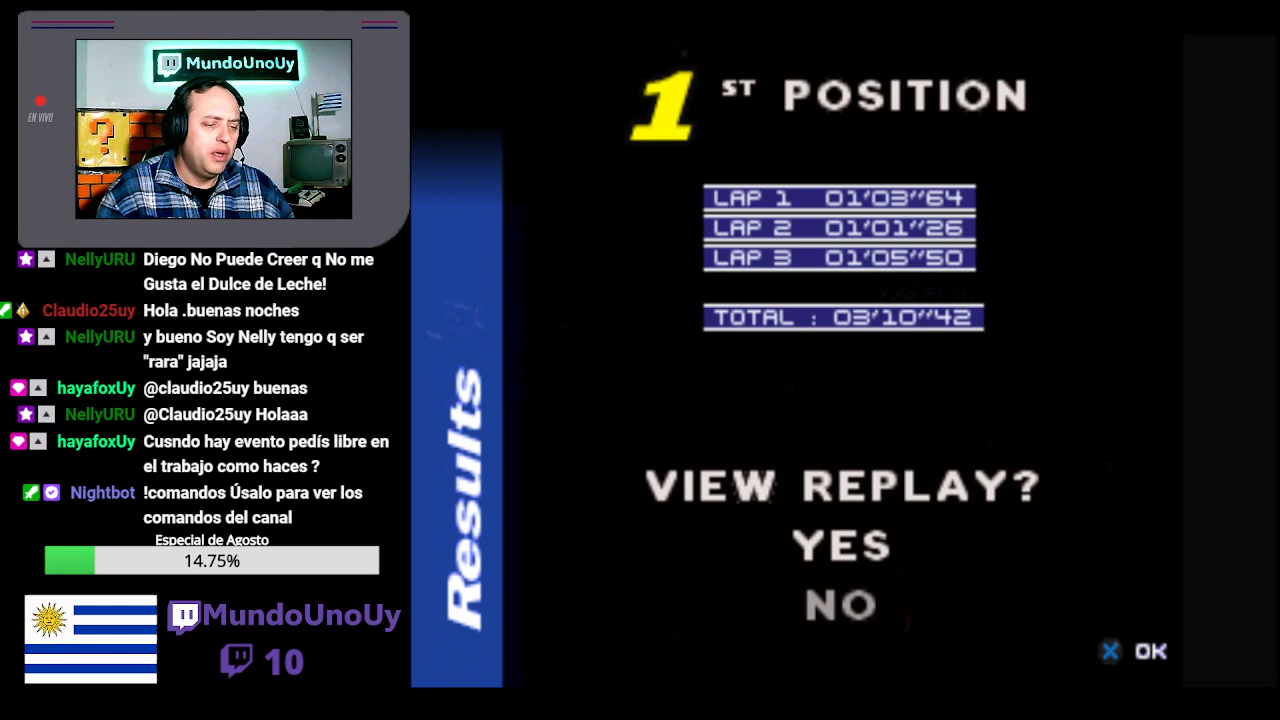 MundoUnoUy
EN VIVO
NellyURU Diego No Puede Creer q No me
Gusta el Dulce de Leche!
Claudio25uy Hola .buenas noches
NellyURU y bueno Soy Nelly tengo q ser
"rara" jajaja
hayafoxUy @claudio25uy buenas
NellyURU @Claudio25uy Holaaa
hayafoxUy Cusndo hay evento pedís libre en
el trabajo como haces ?
Nightbot !comandos Úsalo para ver los
comandos del canal
Especial de Agosto
14.75%
MundoUnoUy
10
Results
1 ST POSITION
LAP 1 01'03"64
LAP 2 01'01"26
LAP 3 01'05"50
TOTAL : 03'10"42
VIEW REPLAY?
YES
NO
X OK